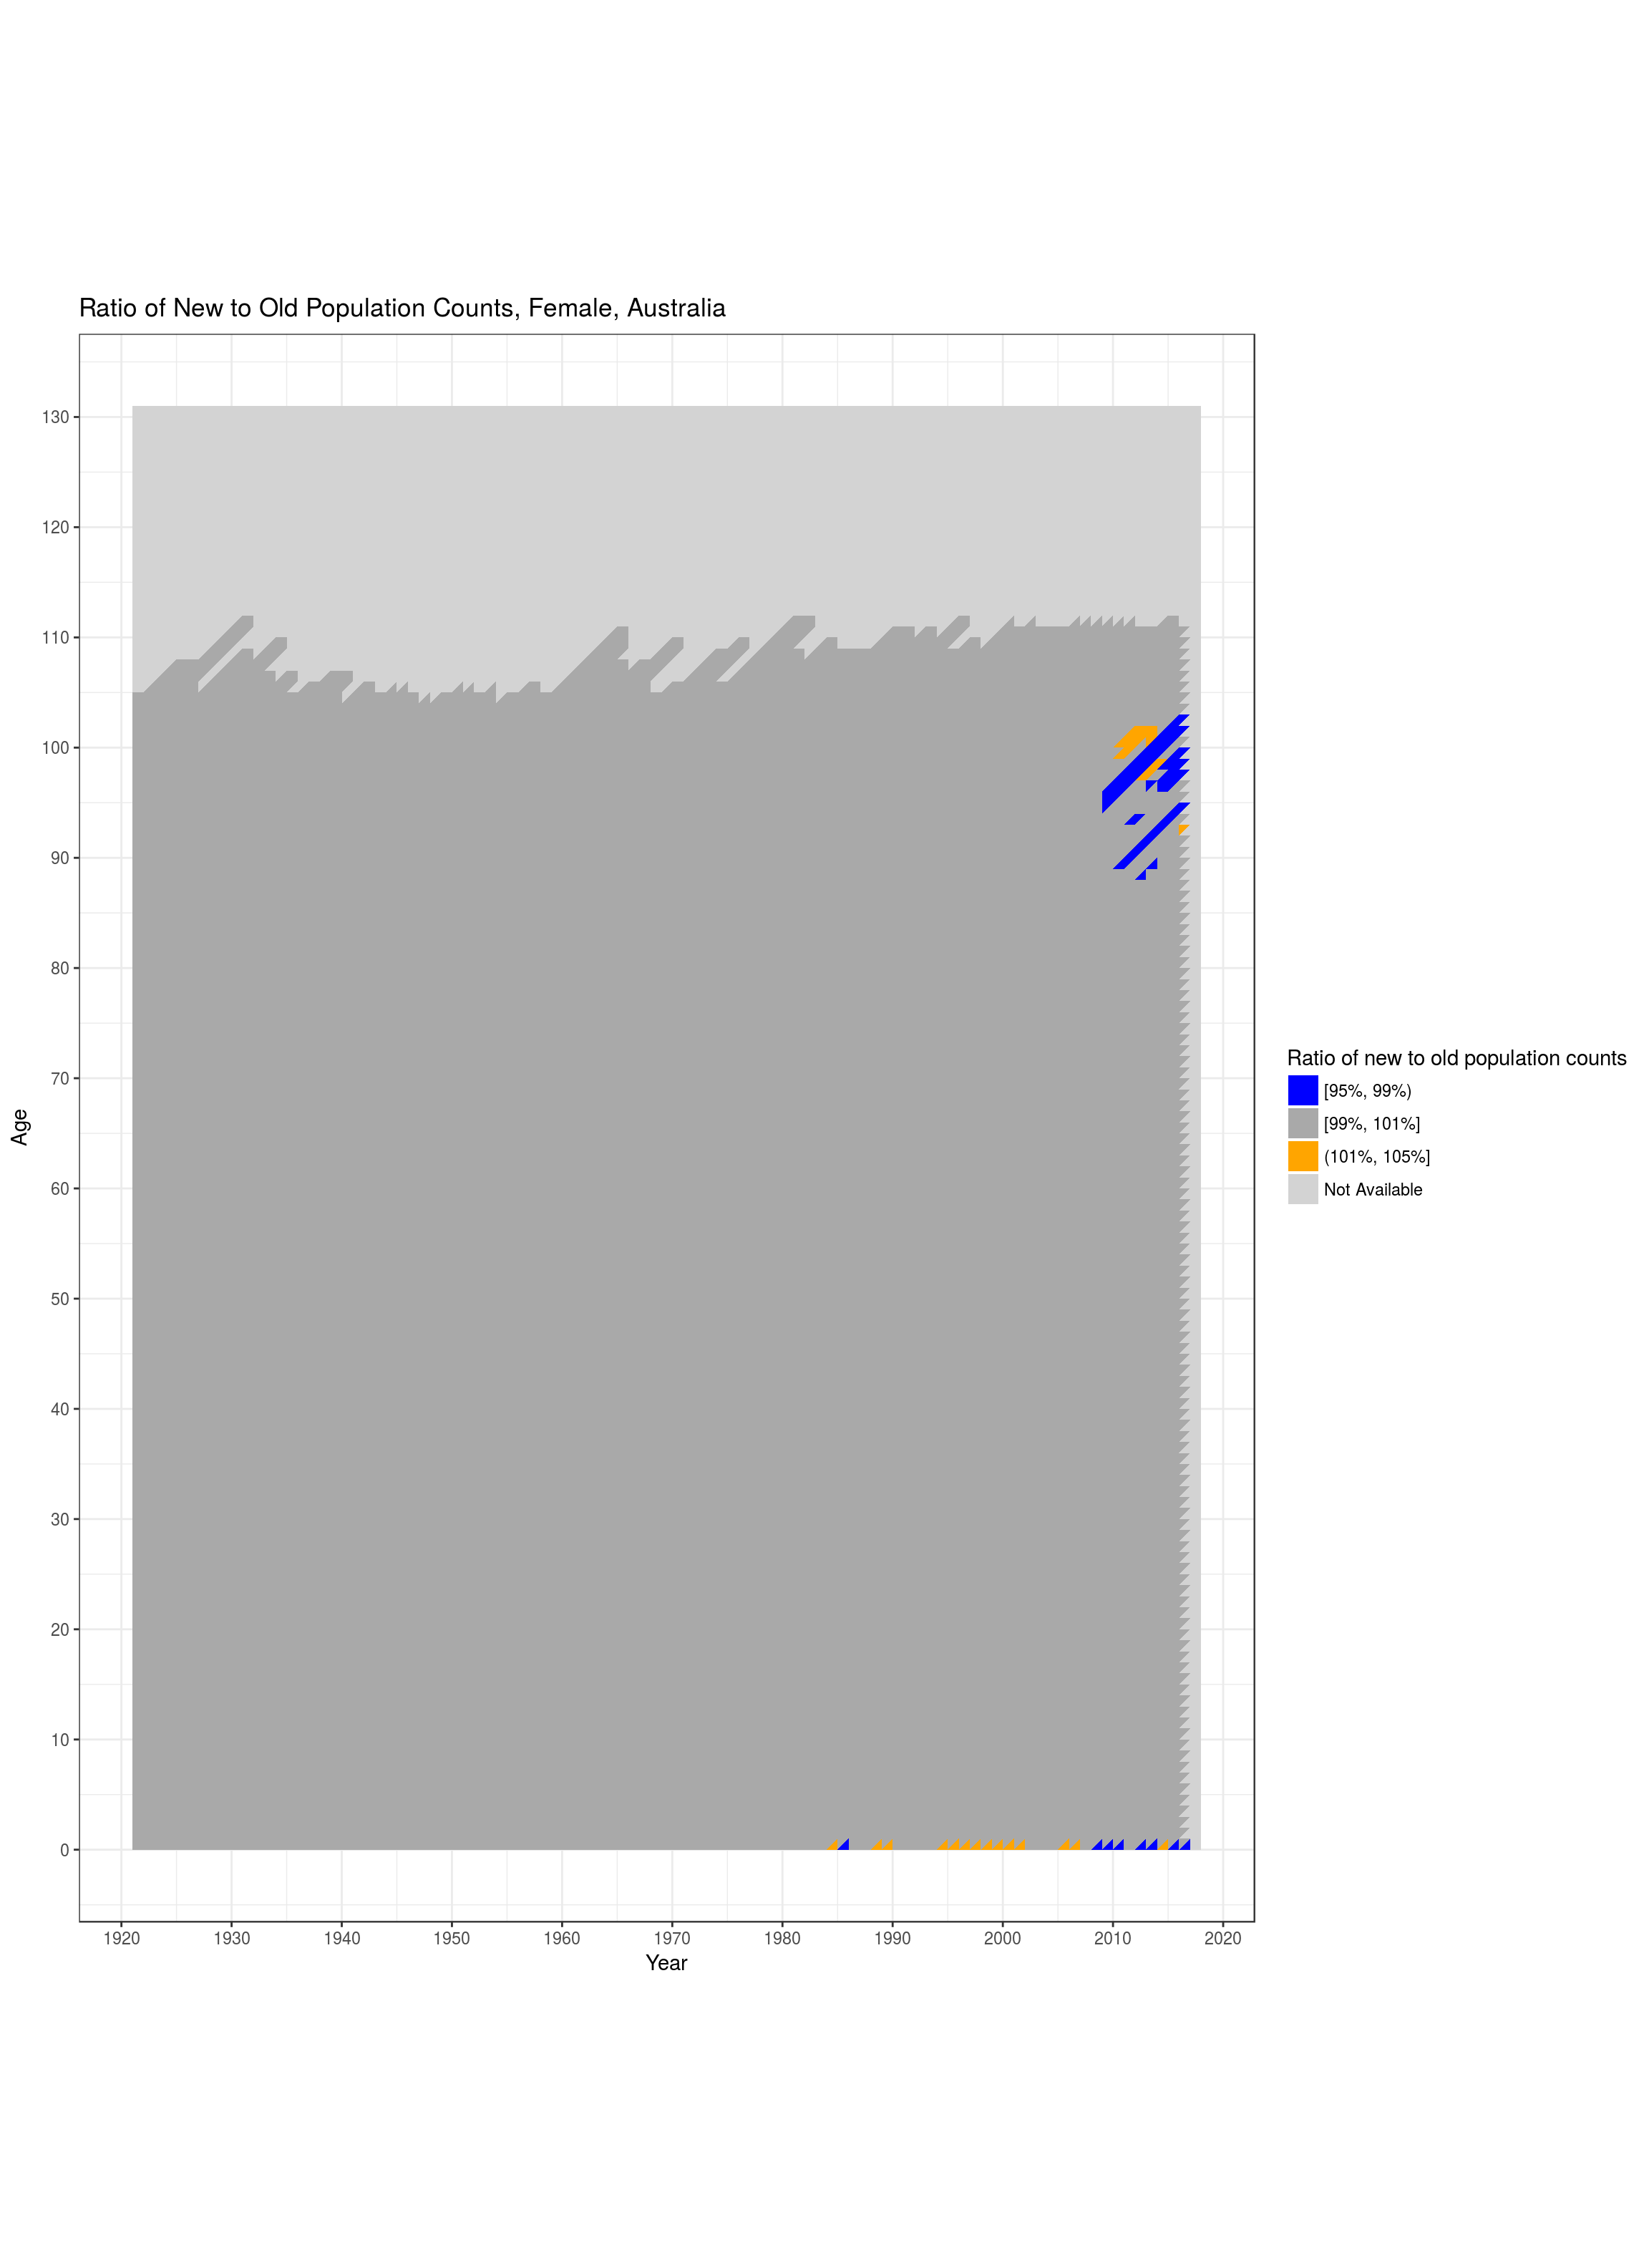 Ratio of New to Old Population Counts, Female, Australia
130
120
110
100
90
80
70
60
50
40
30
20
10
0
Age
1920 1930 1940 1950 1960 1970 1980 1990 2000 2010 2020
Year
Ratio of new to old population counts
[95%, 99%)
[99%, 101%]
(101%, 105%]
Not Available